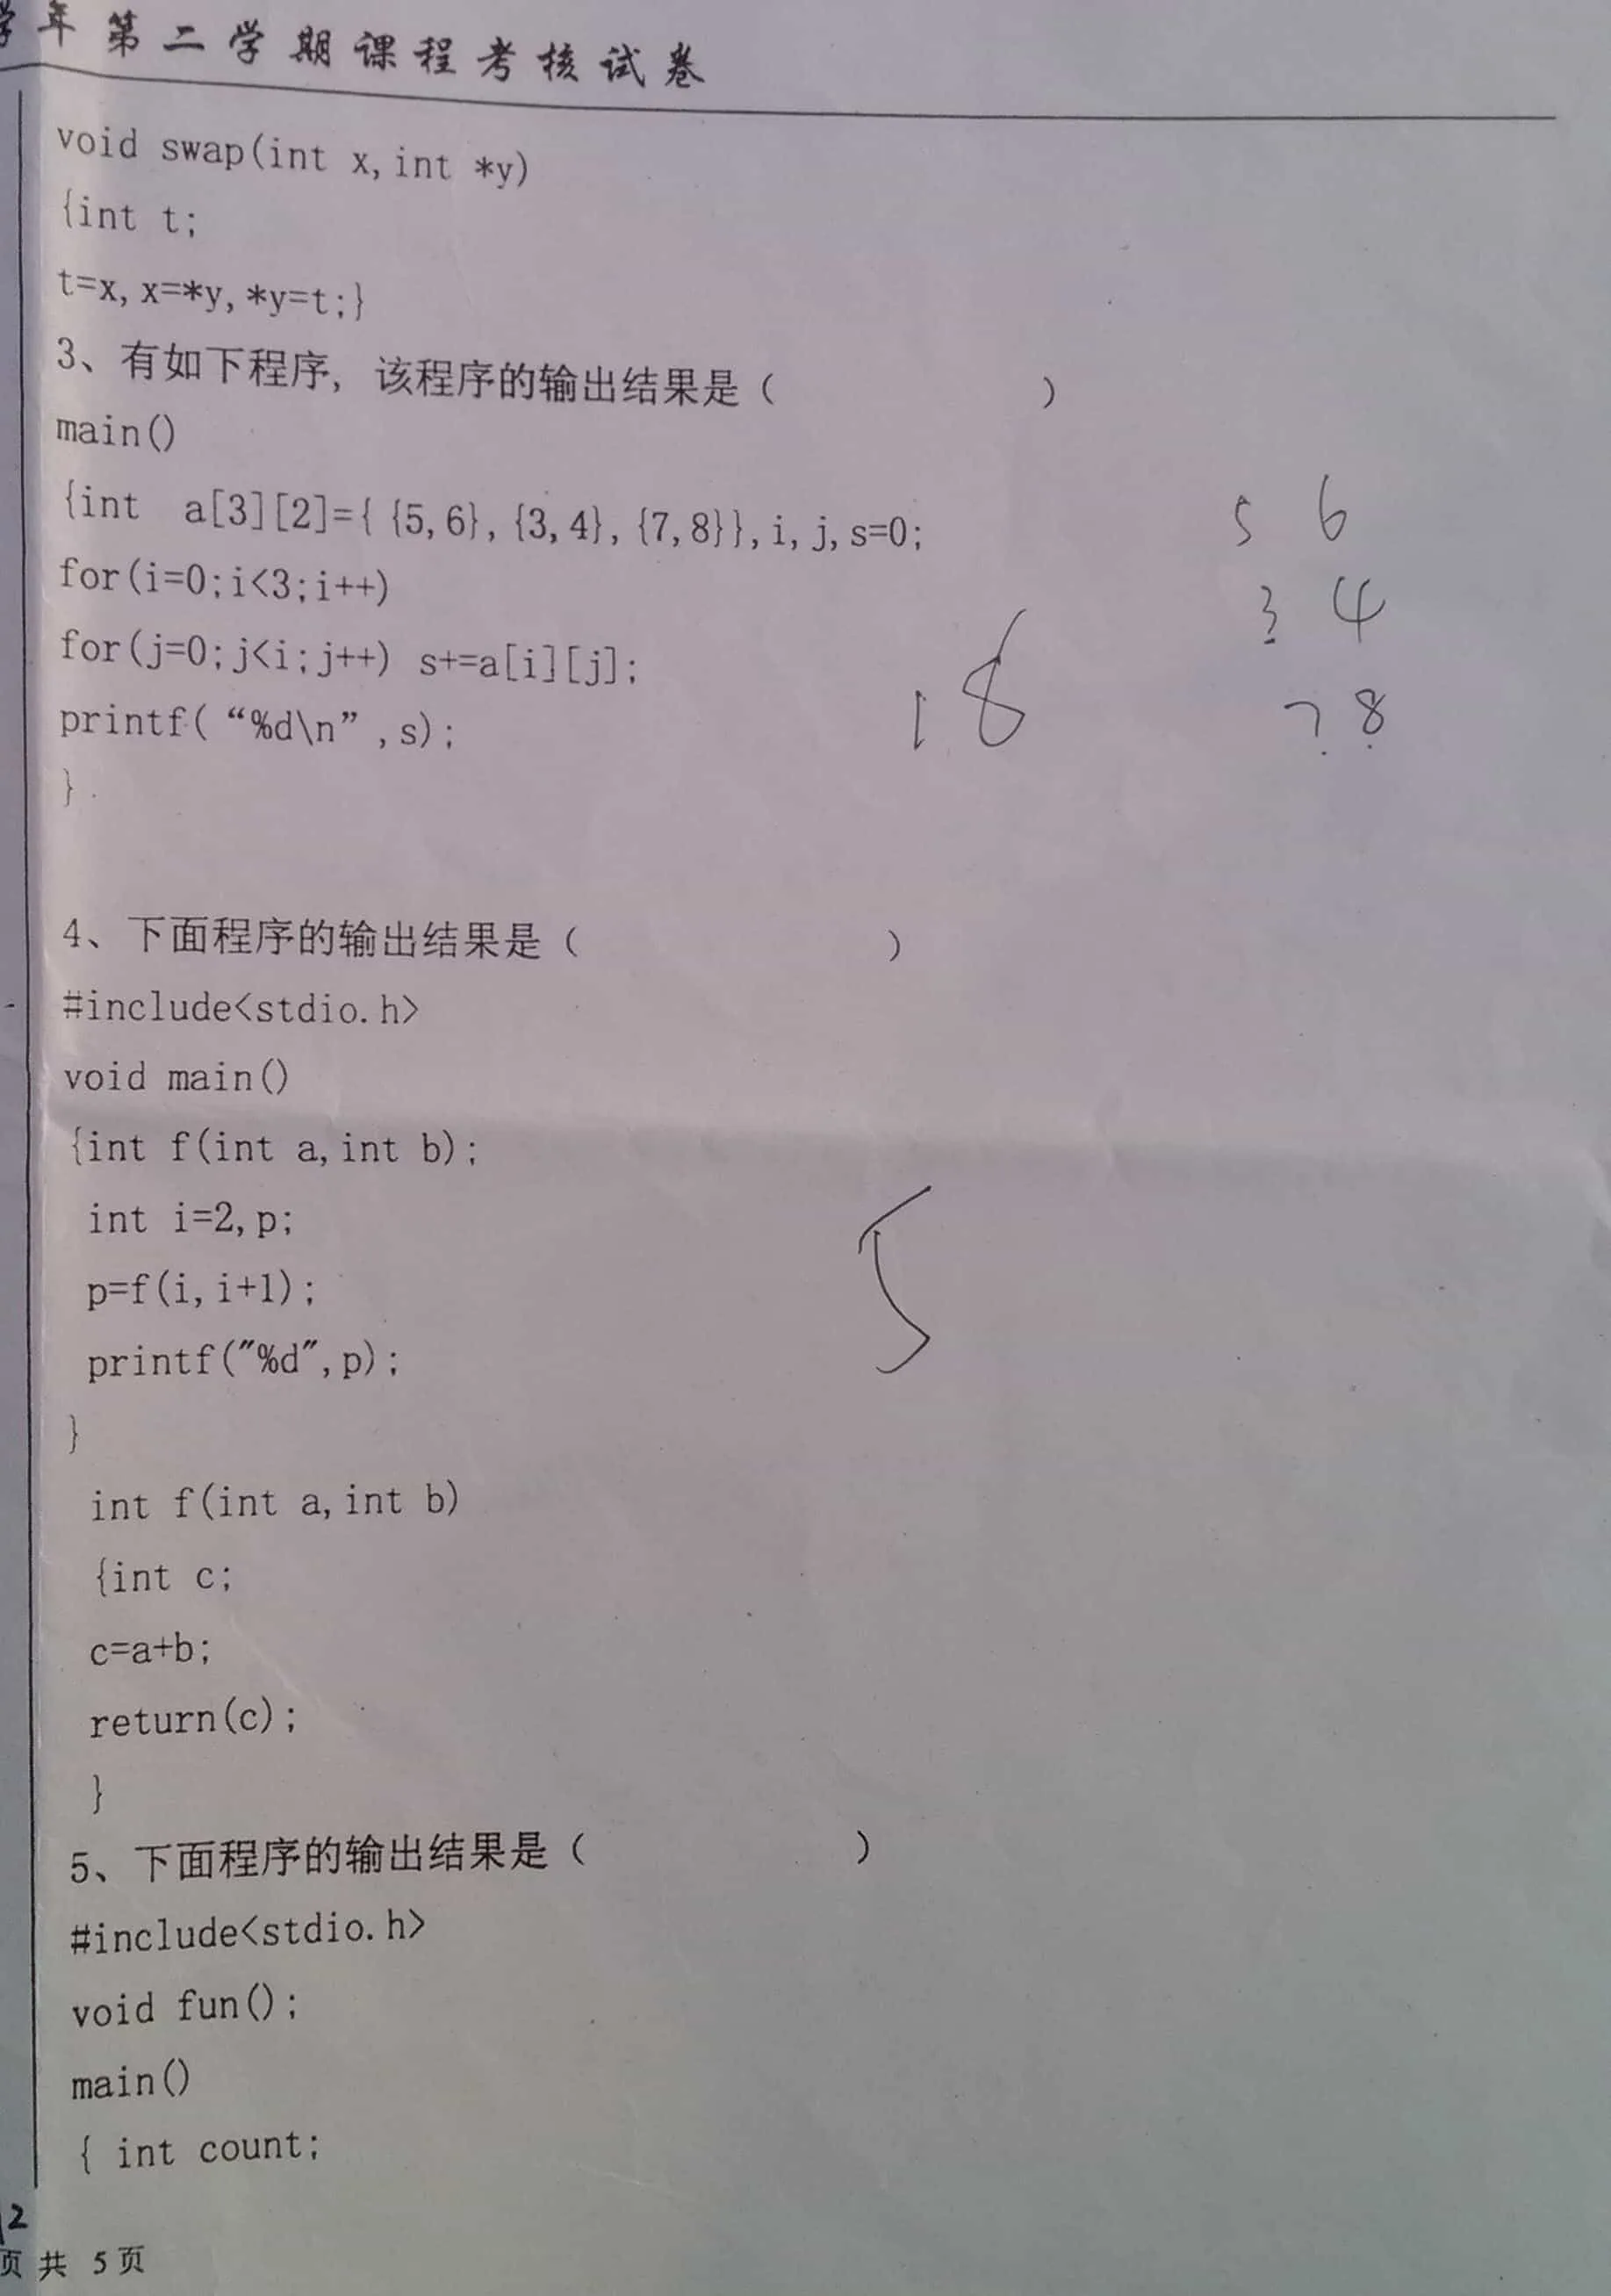 学年第二学期课程考核试卷
void swap(int x,int *y)
{int t;
t=x,x=*y,*y=t;}
3、有如下程序, 该程序的输出结果是（ ）
main()
{int a[3][2]={ {5,6},{3,4},{7,8}},i,j,s=0;
5 6
for(i=0;i<3;i++)
3 4
for(j=0;j<i;j++) s+=a[i][j];
18
7 8
printf(“%d\n”,s);
}
4、下面程序的输出结果是（ ）
#include<stdio.h>
void main()
{int f(int a,int b);
int i=2,p;
p=f(i,i+1);
5
printf("%d",p);
}
int f(int a,int b)
{int c;
c=a+b;
return(c);
}
5、下面程序的输出结果是（ ）
#include<stdio.h>
void fun();
main()
{ int count;
2
页 共 5 页